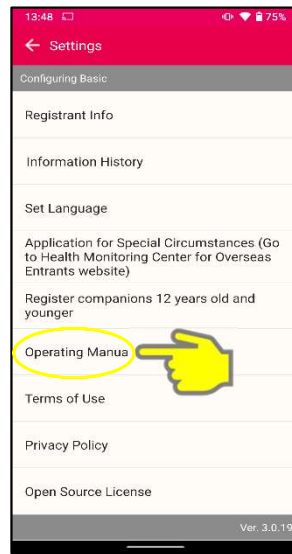 13:48 75%
← Settings
Configuring Basic
Registrant Info
Information History
Set Language
Application for Special Circumstances (Go
to Health Monitoring Center for Overseas
Entrants website)
Register companions 12 years old and
younger
Operating Manua
Terms of Use
Privacy Policy
Open Source License
Ver. 3.0.19